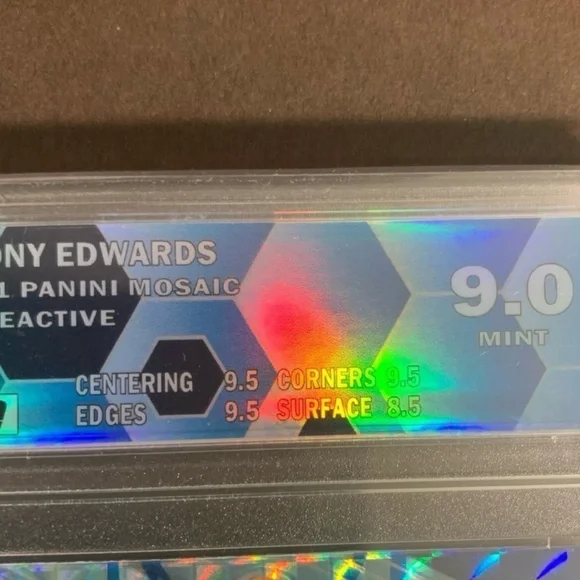 ONY EDWARDS
1 PANINI MOSAIC
EACTIVE
9.0
MINT
CENTERING 9.5 CORNERS 9.5
EDGES 9.5 SURFACE 8.5